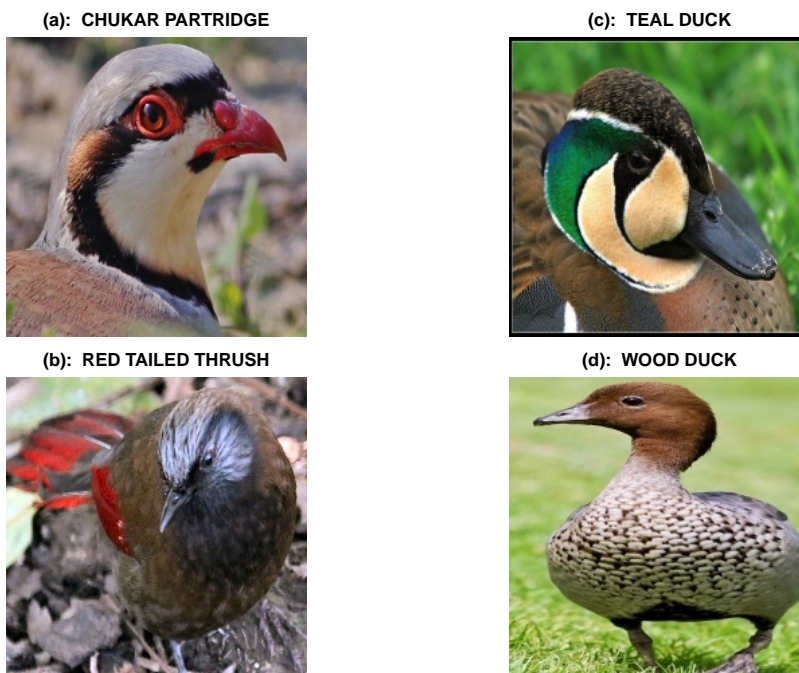 (a): CHUKAR PARTRIDGE
(c): TEAL DUCK
(b): RED TAILED THRUSH
(d): WOOD DUCK